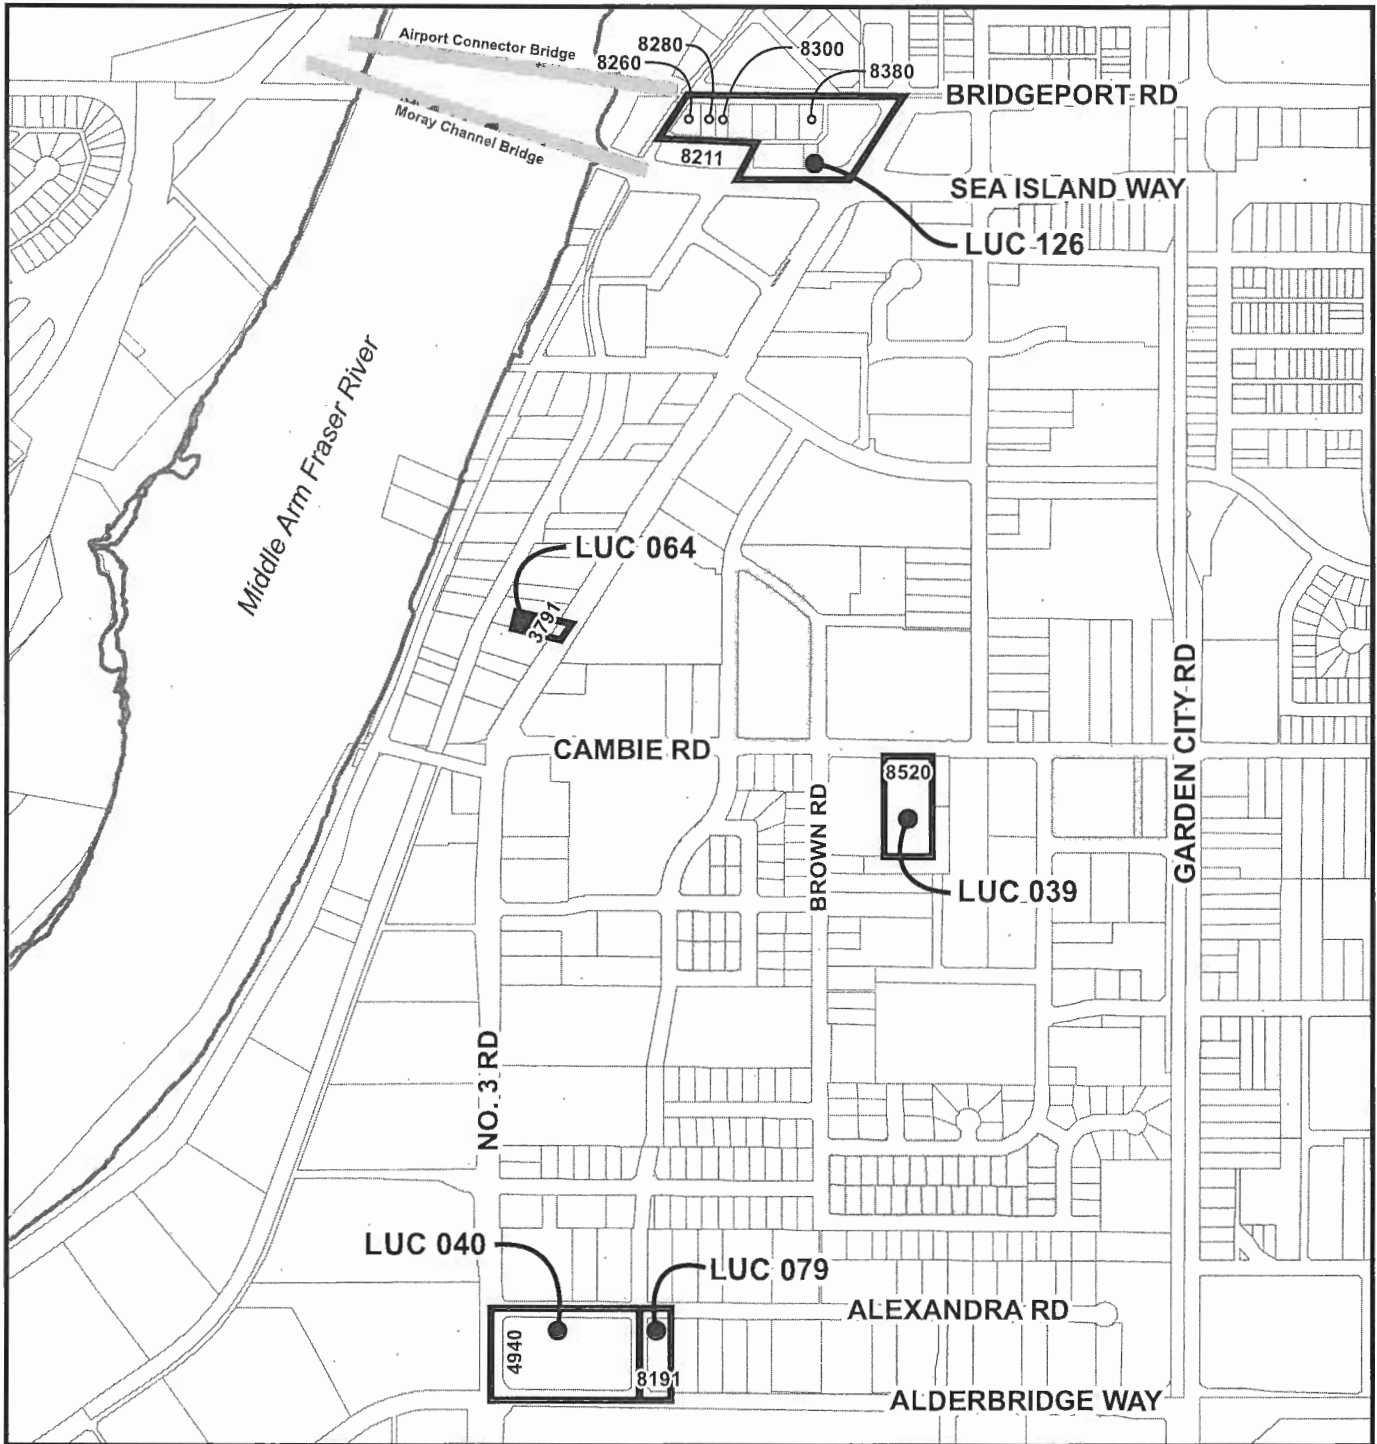 Airport Connector Bridge
8280
8300
8260
8380
BRIDGEPORT RD
Moray Channel Bridge
8211
SEA ISLAND WAY
LUC 126
Middle Arm Fraser River
LUC 064
3791
CAMBIE RD
8520
GARDEN CITY RD
BROWN RD
LUC 039
NO. 3 RD
LUC 040
LUC 079
ALEXANDRA RD
4940
8191
ALDERBRIDGE WAY